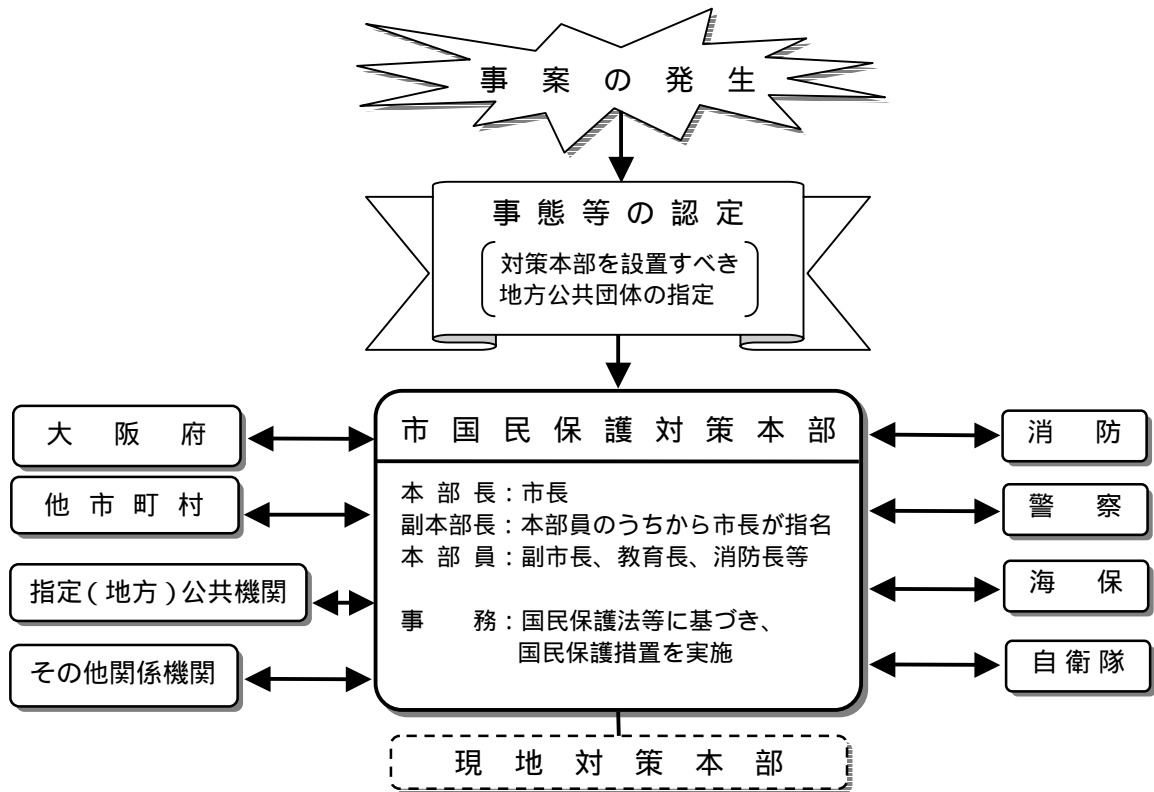 事案の発生
事態等の認定
対策本部を設置すべき
地方公共団体の指定
市国民保護対策本部
本部長：市長
副本部長：本部員のうちから市長が指名
本部員：副市長、教育長、消防長等
事務：国民保護法等に基づき、
国民保護措置を実施
大阪府
他市町村
指定（地方）公共機関
その他関係機関
消防
警察
海保
自衛隊
現地対策本部